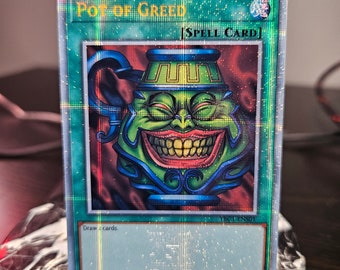 Pot of Greed
[Spell Card]
Draw 2 cards.